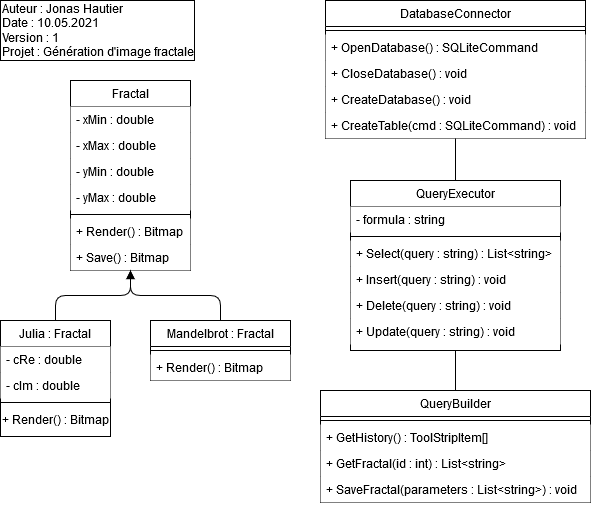 Auteur : Jonas Hautier
Date : 10.05.2021
Version : 1
Projet : Génération d'image fractale
Fractal
- xMin : double
- xMax : double
- yMin : double
- yMax : double
+ Render() : Bitmap
+ Save() : Bitmap
Julia : Fractal
- cRe : double
- cIm : double
+ Render() : Bitmap
Mandelbrot : Fractal
+ Render() : Bitmap
DatabaseConnector
+ OpenDatabase() : SQLiteCommand
+ CloseDatabase() : void
+ CreateDatabase() : void
+ CreateTable(cmd : SQLiteCommand) : void
QueryExecutor
- formula : string
+ Select(query : string) : List<string>
+ Insert(query : string) : void
+ Delete(query : string) : void
+ Update(query : string) : void
QueryBuilder
+ GetHistory() : ToolStripItem[]
+ GetFractal(id : int) : List<string>
+ SaveFractal(parameters : List<string>) : void